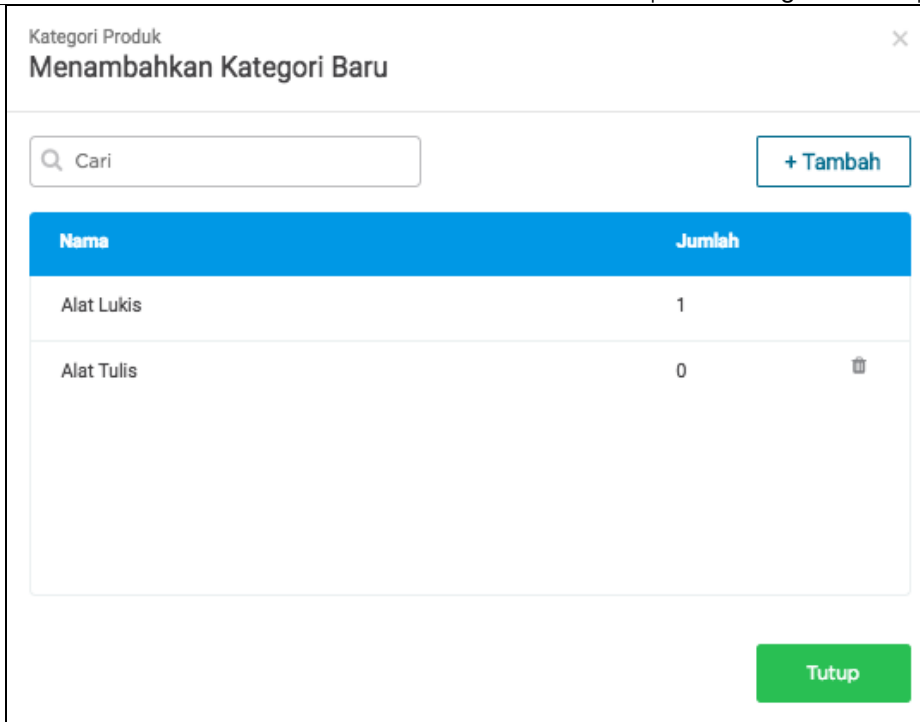 Kategori Produk
Menambahkan Kategori Baru
Cari
+ Tambah
Nama Jumlah
Alat Lukis 1
Alat Tulis 0
Tutup